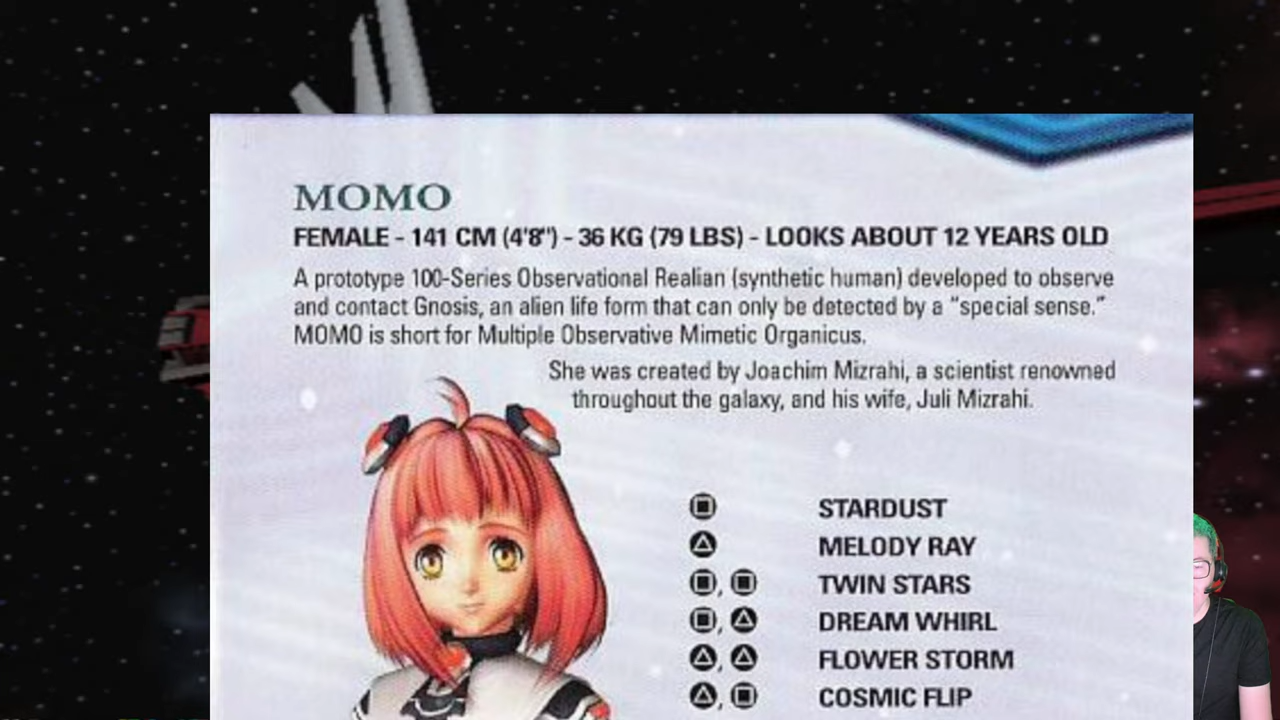 MOMO
FEMALE - 141 CM (4'8") - 36 KG (79 LBS) - LOOKS ABOUT 12 YEARS OLD
A prototype 100-Series Observational Realian (synthetic human) developed to observe
and contact Gnosis, an alien life form that can only be detected by a “special sense.”
MOMO is short for Multiple Observative Mimetic Organicus.
She was created by Joachim Mizrahi, a scientist renowned
throughout the galaxy, and his wife, Juli Mizrahi.
STARDUST
MELODY RAY
, TWIN STARS
, DREAM WHIRL
, FLOWER STORM
, COSMIC FLIP